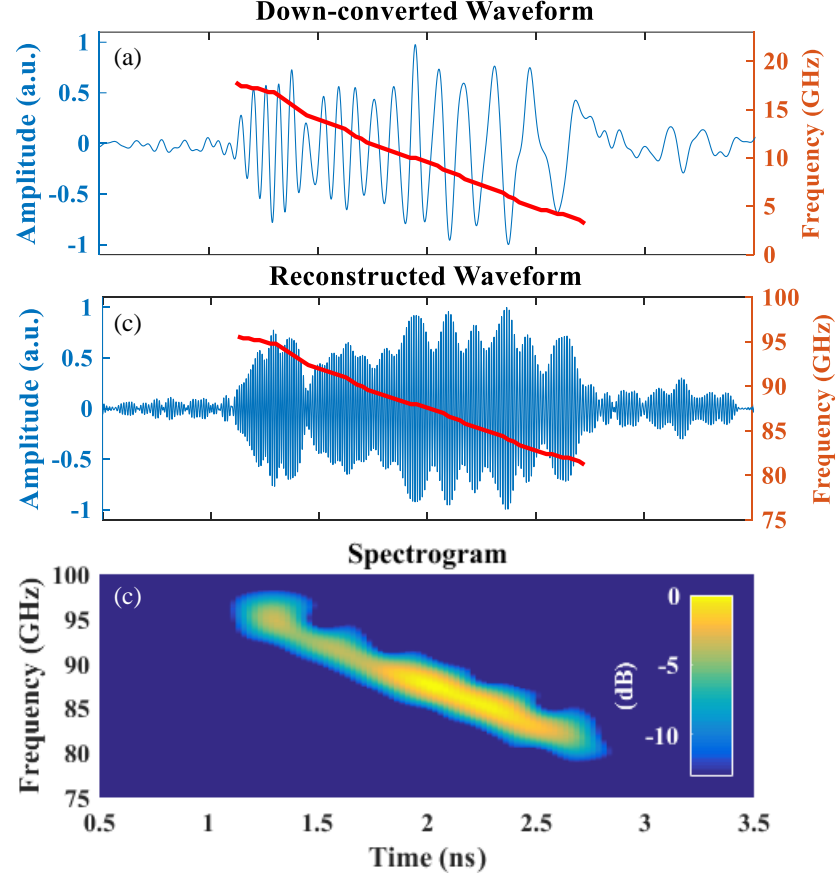 Down-converted Waveform
(a)
Amplitude (a.u.)
1
0.5
0
-0.5
-1
20
15
10
5
0
Frequency (GHz)
Reconstructed Waveform
(c)
Amplitude (a.u.)
1
0.5
0
-0.5
-1
100
95
90
85
80
75
Frequency (GHz)
Spectrogram
(c)
Frequency (GHz)
100
95
90
85
80
75
0
-5
-10
(dB)
0.5 1 1.5 2 2.5 3 3.5
Time (ns)